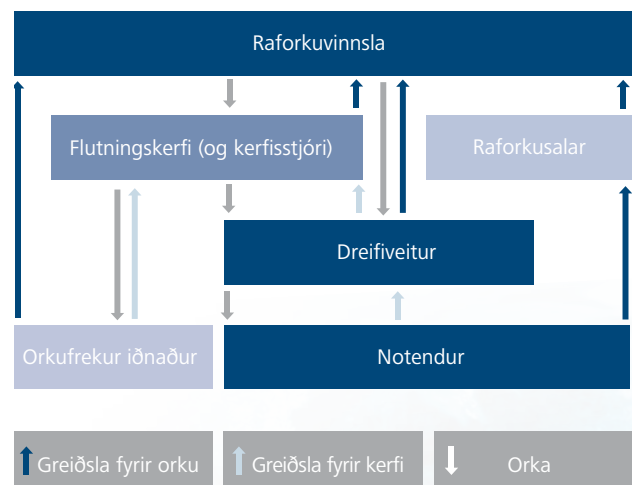 Raforkuvinnsla
Flutningskerfi (og kerfisstjóri)
Raforkusalar
Dreifiveitur
Orkufrekur iðnaður
Notendur
Greiðsla fyrir orku
Greiðsla fyrir kerfi
Orka